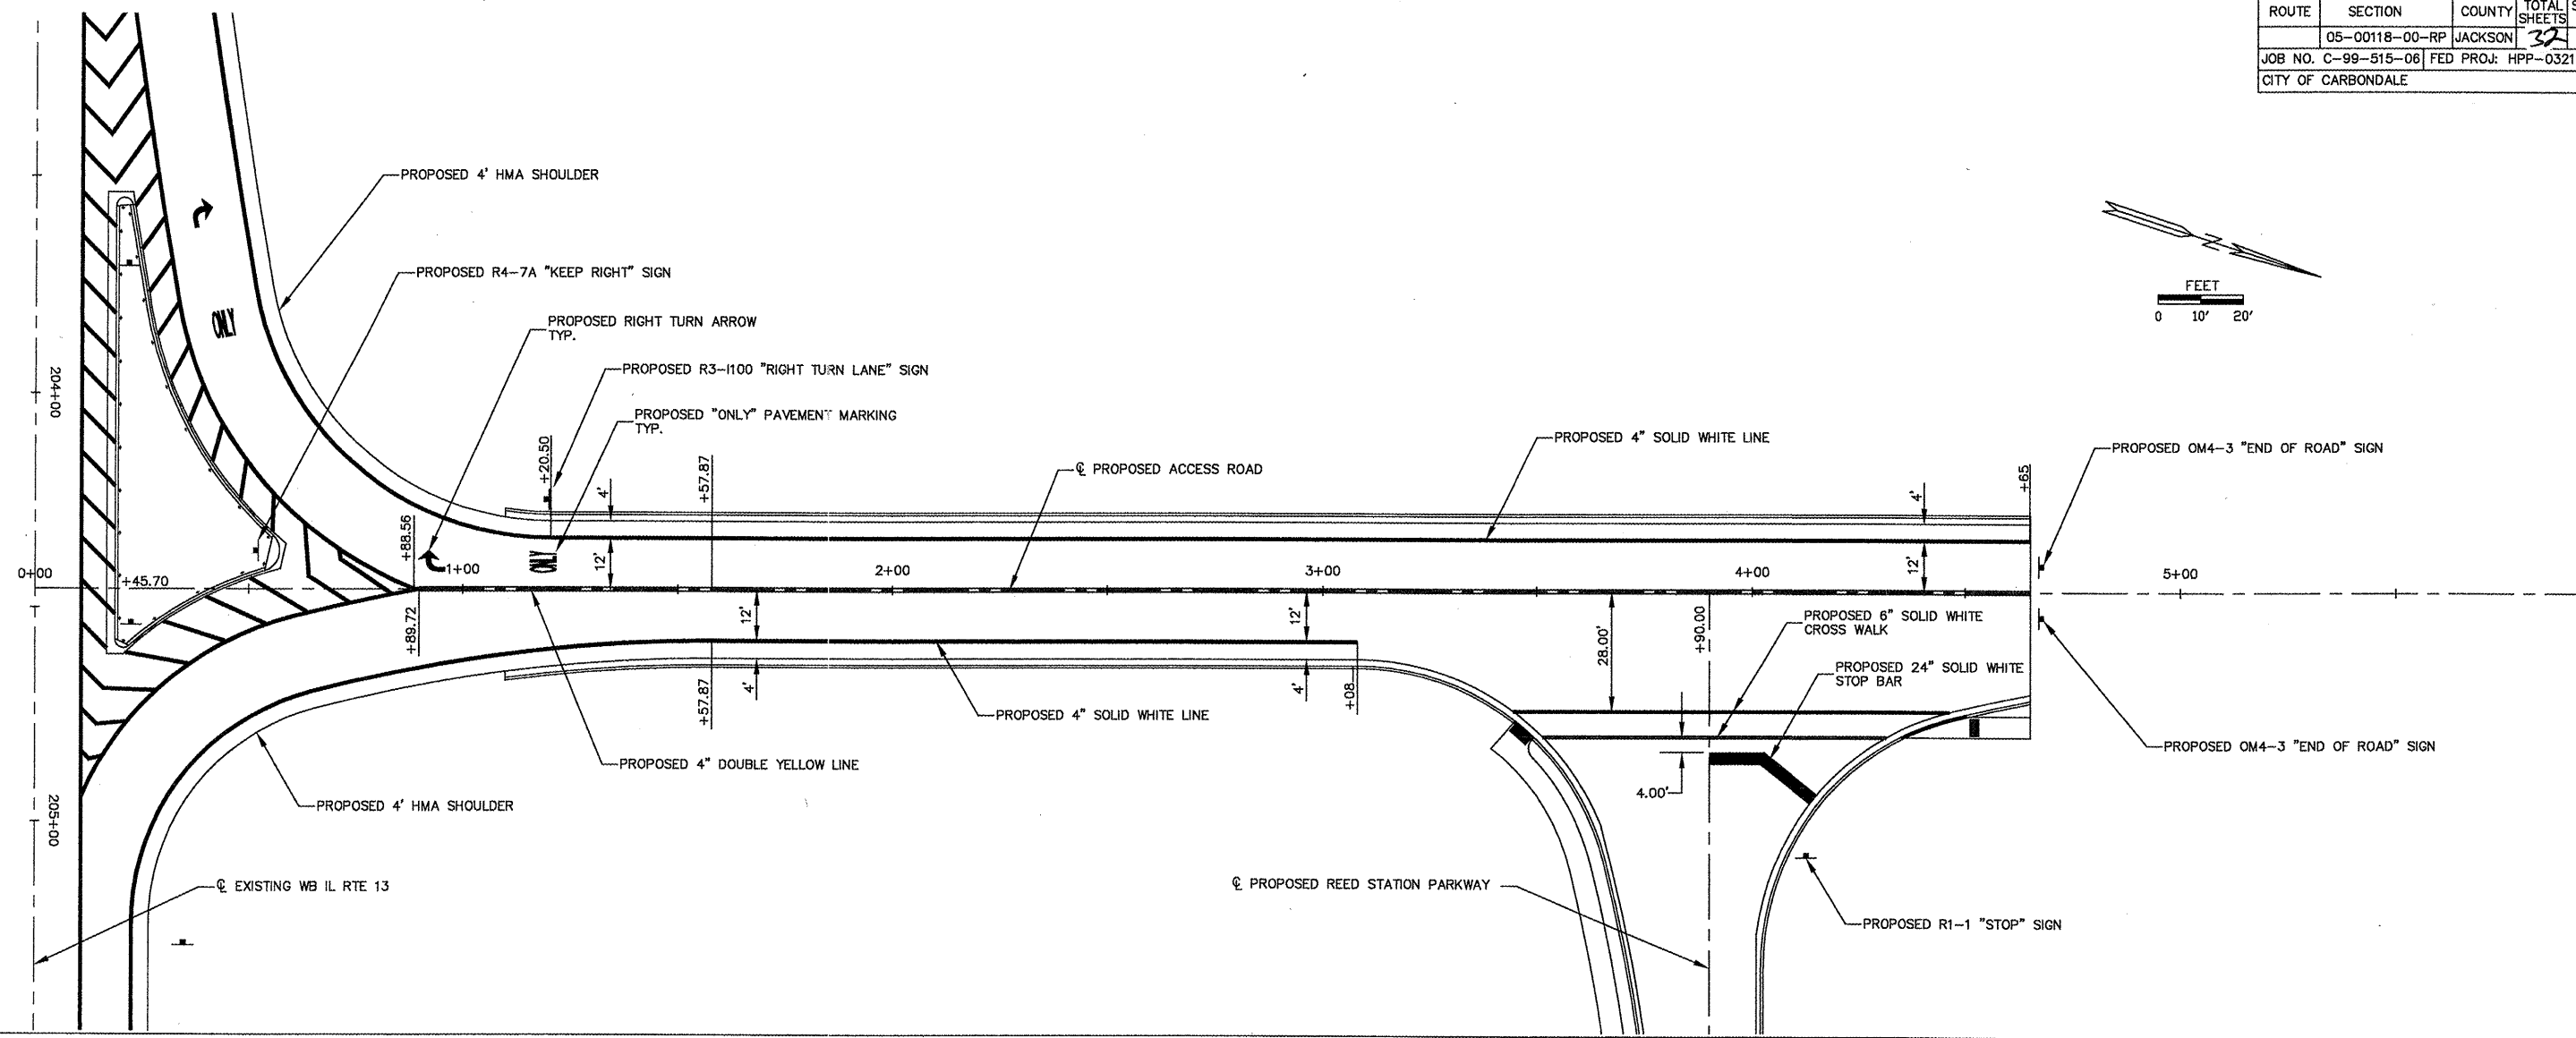 ROUTE SECTION COUNTY TOTAL SHEETS
05-00118-00-RP JACKSON 32
JOB NO. C-99-515-06 FED PROJ: HPP-0321
CITY OF CARBONDALE
PROPOSED 4' HMA SHOULDER
PROPOSED R4-7A "KEEP RIGHT" SIGN
PROPOSED RIGHT TURN ARROW
TYP.
PROPOSED R3-I100 "RIGHT TURN LANE" SIGN
PROPOSED "ONLY" PAVEMENT MARKING
TYP.
ONLY
N
FEET
0 10' 20'
204+00
+20.50
4'
+57.87
℄ PROPOSED ACCESS ROAD
PROPOSED 4" SOLID WHITE LINE
PROPOSED OM4-3 "END OF ROAD" SIGN
+65
4'
+88.56
ONLY
12'
12'
0+00
+45.70
1+00
2+00
3+00
4+00
5+00
+89.72
12'
12'
28.00'
+90.00
PROPOSED 6" SOLID WHITE
CROSS WALK
PROPOSED 24" SOLID WHITE
STOP BAR
4'
+57.87
4'
+08
PROPOSED 4" SOLID WHITE LINE
PROPOSED OM4-3 "END OF ROAD" SIGN
PROPOSED 4" DOUBLE YELLOW LINE
4.00'
PROPOSED 4' HMA SHOULDER
205+00
℄ EXISTING WB IL RTE 13
℄ PROPOSED REED STATION PARKWAY
PROPOSED R1-1 "STOP" SIGN